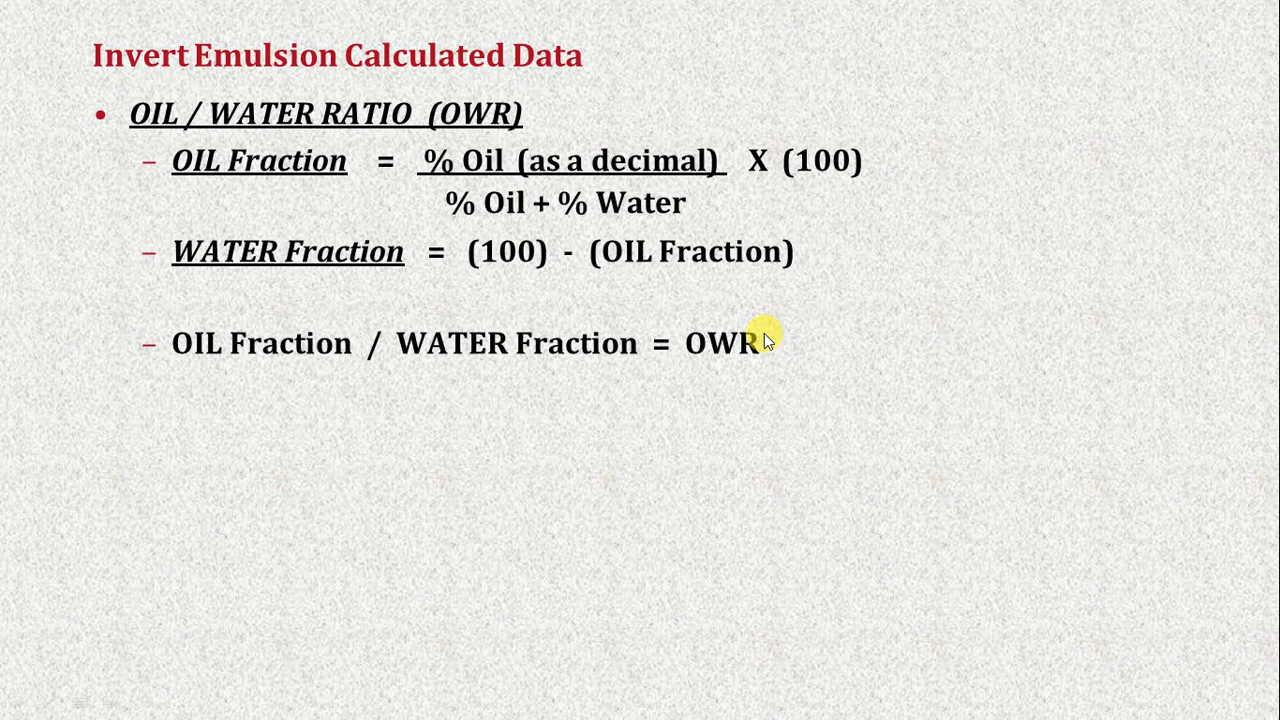 Invert Emulsion Calculated Data
• OIL / WATER RATIO (OWR)
– OIL Fraction = % Oil (as a decimal) X (100)
% Oil + % Water
– WATER Fraction = (100) - (OIL Fraction)
– OIL Fraction / WATER Fraction = OWR